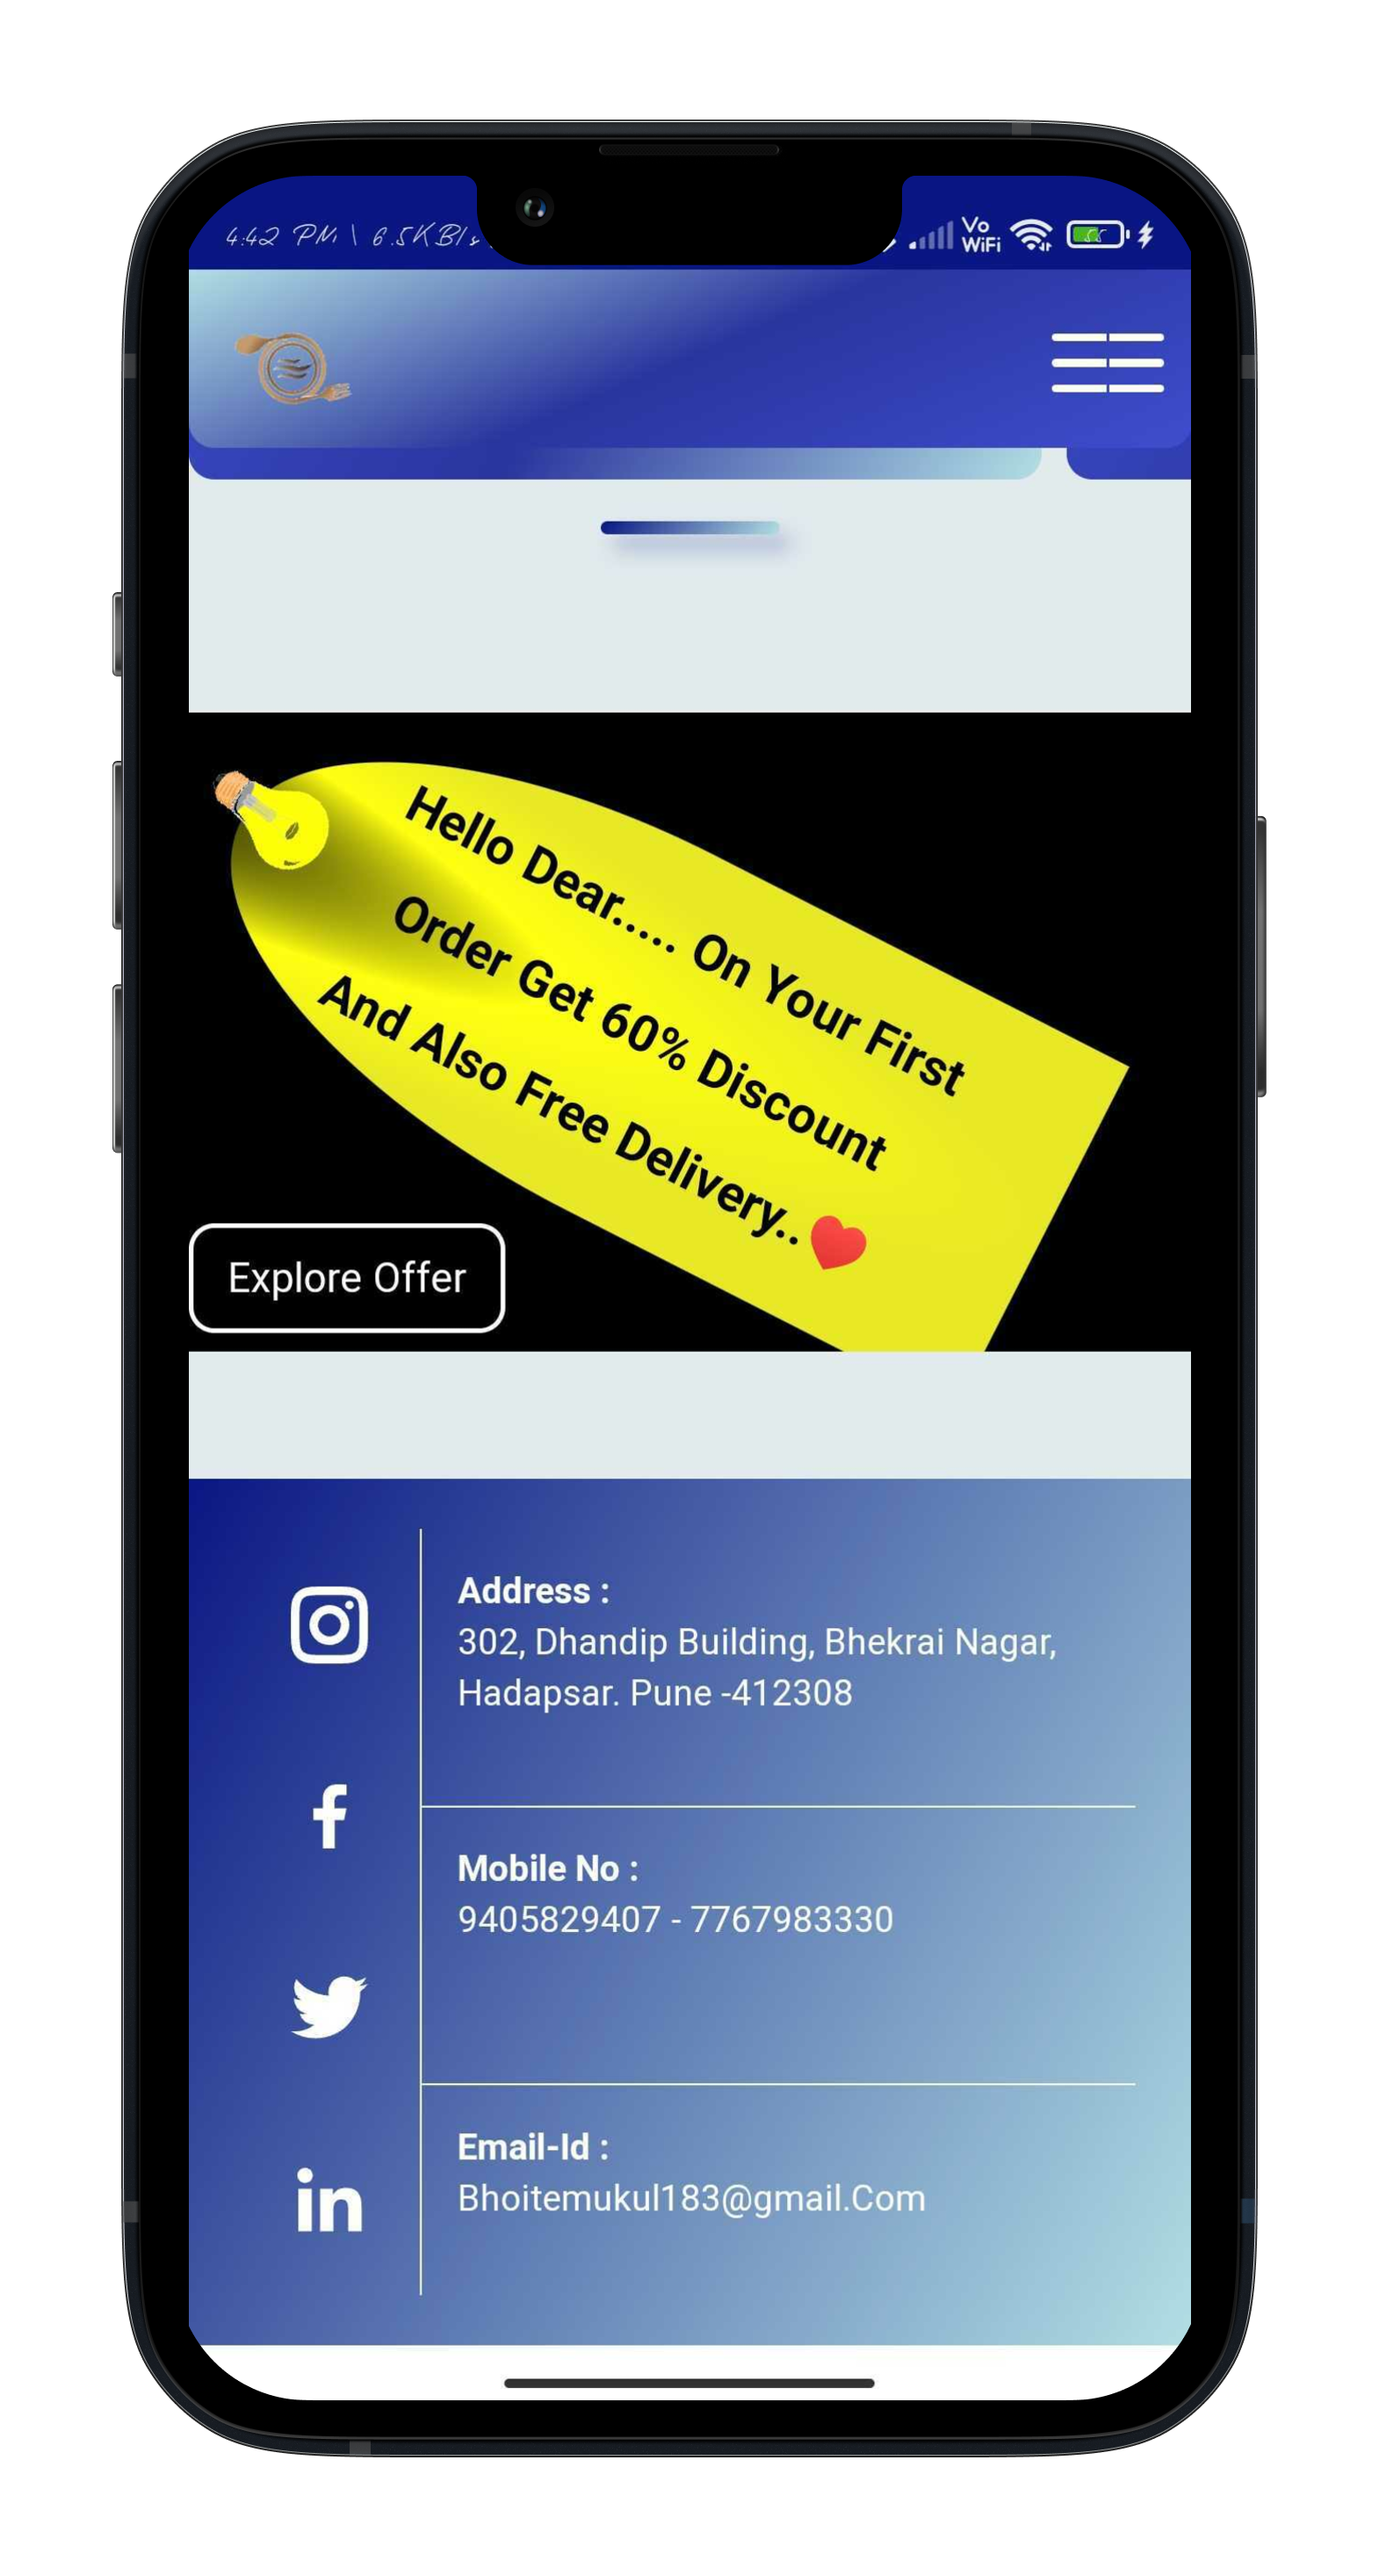 4:42 PM | 6.5KB/s
Vo
WiFi
Hello Dear..... On Your First
Order Get 60% Discount
And Also Free Delivery.. ❤️
Explore Offer
Address :
302, Dhandip Building, Bhekrai Nagar,
Hadapsar. Pune -412308
Mobile No :
9405829407 - 7767983330
Email-Id :
Bhoitemukul183@gmail.Com
in